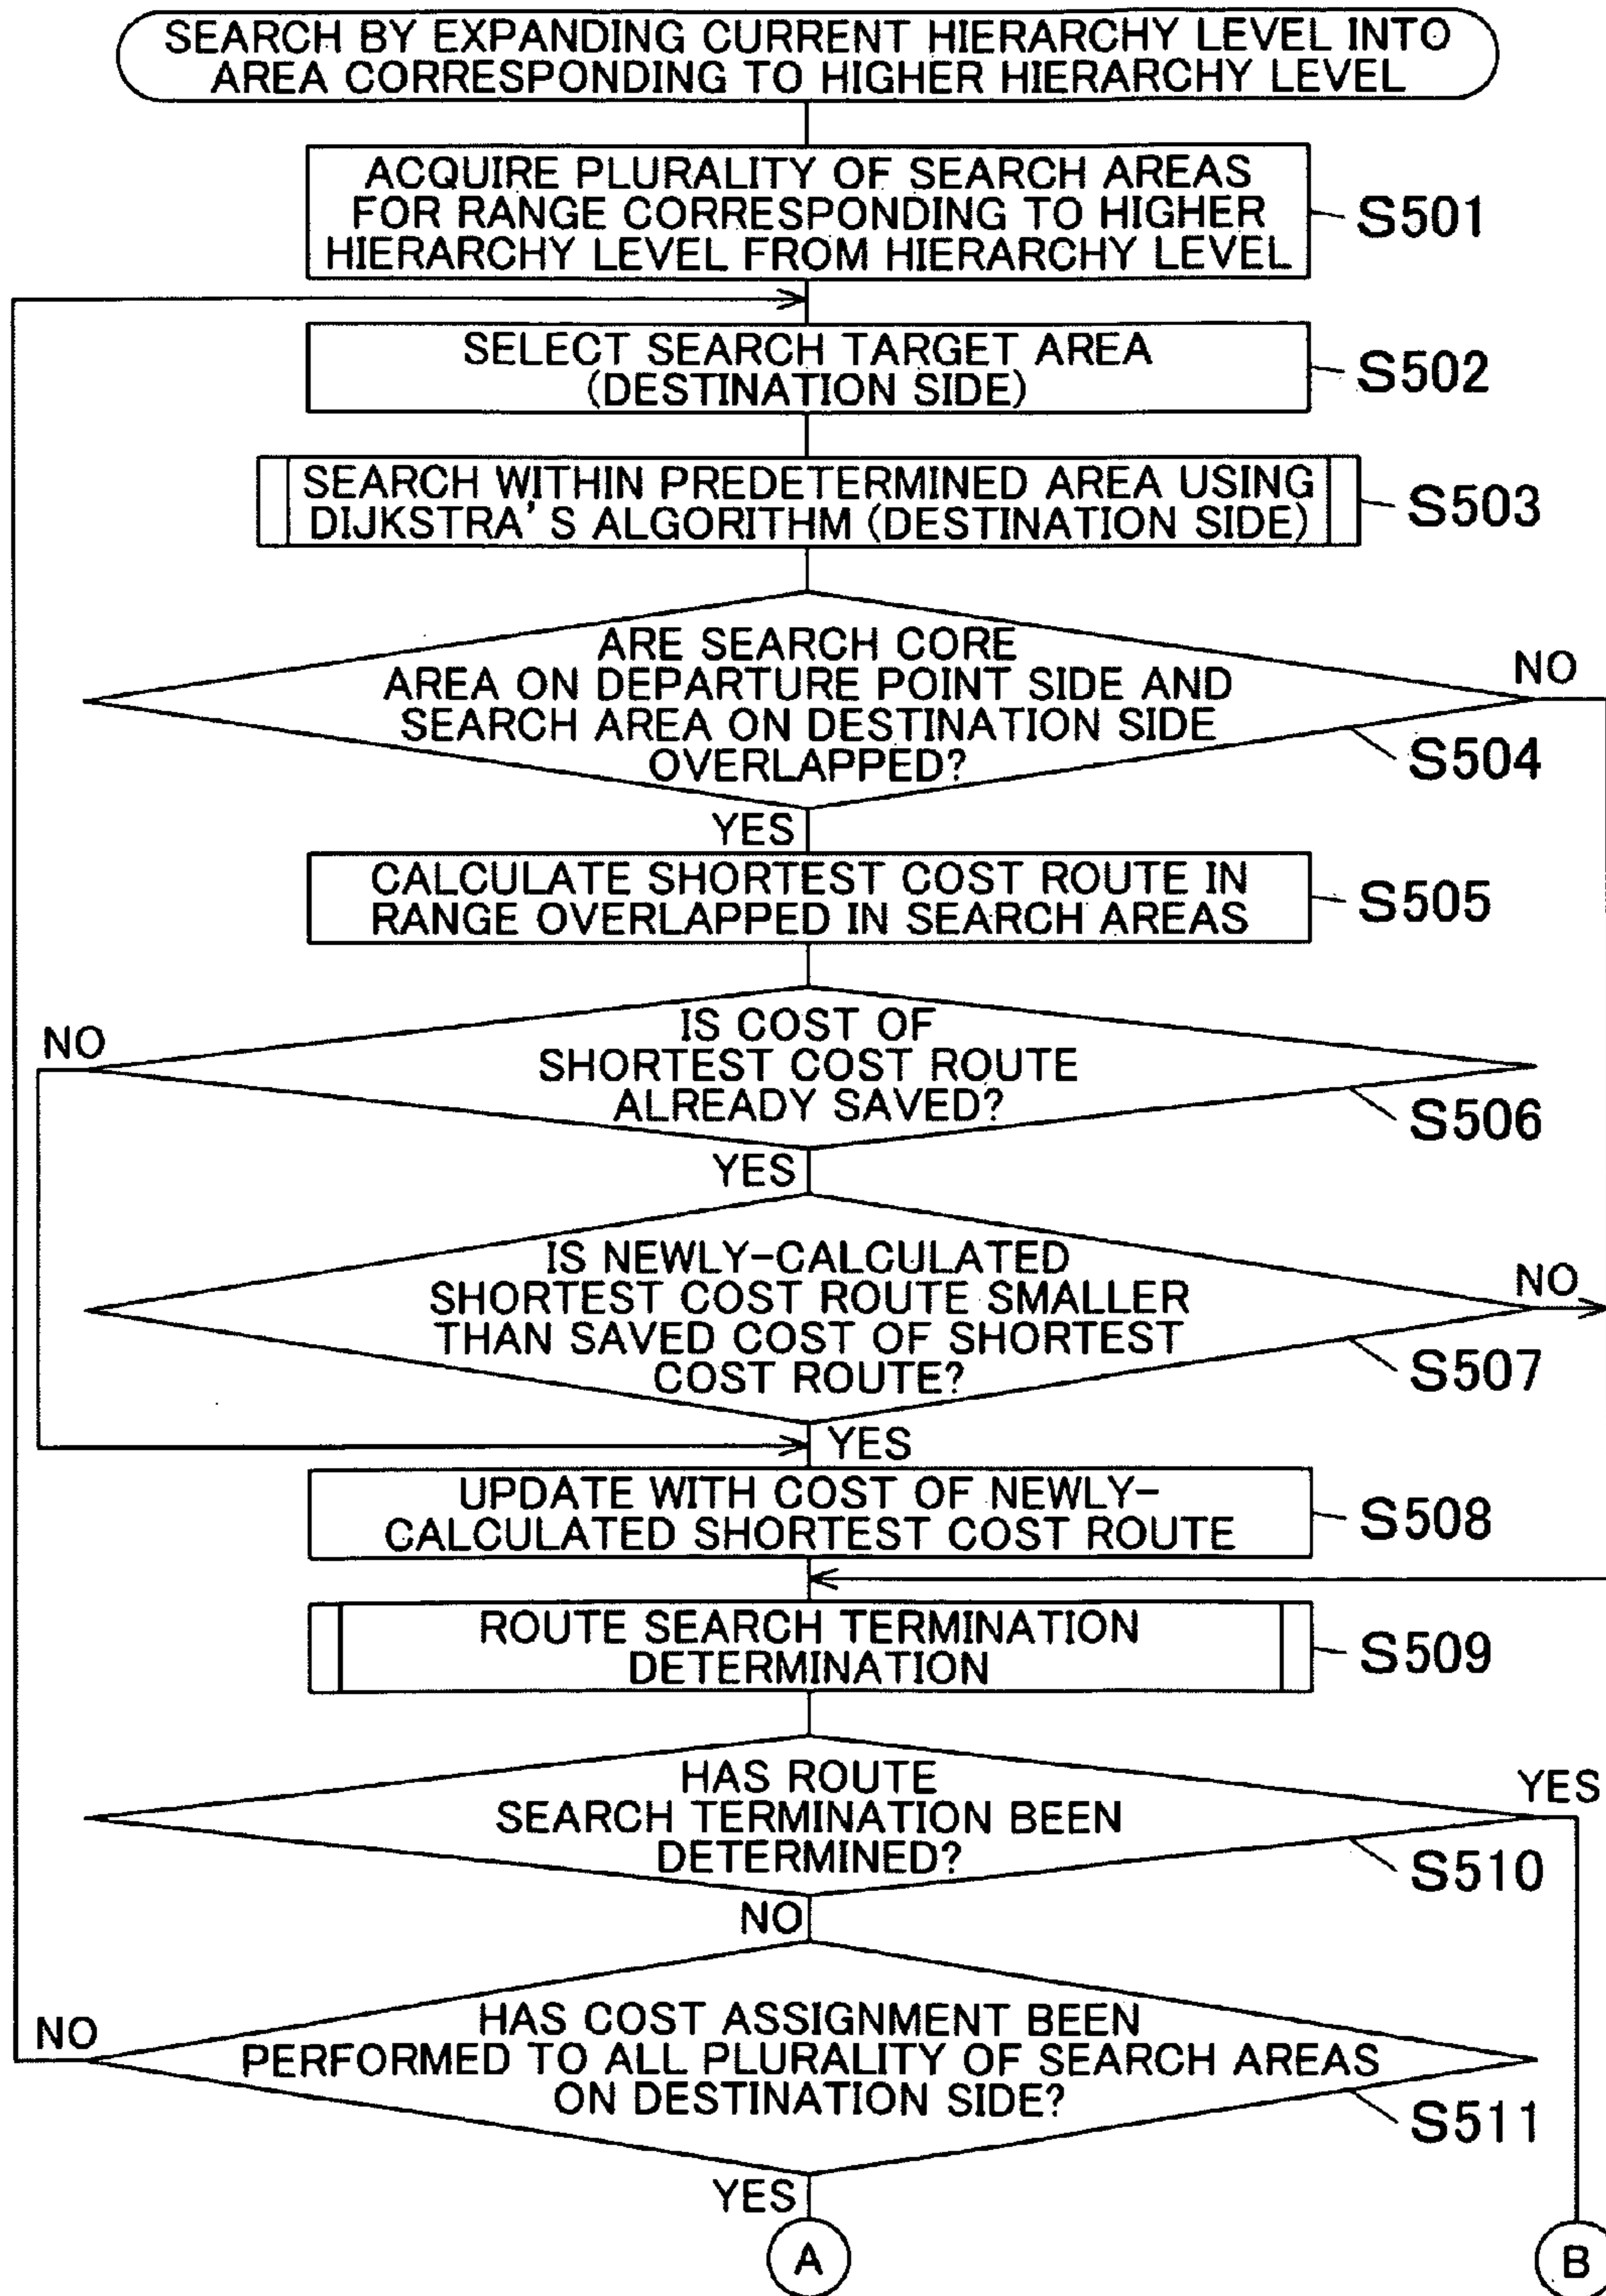 SEARCH BY EXPANDING CURRENT HIERARCHY LEVEL INTO
AREA CORRESPONDING TO HIGHER HIERARCHY LEVEL
ACQUIRE PLURALITY OF SEARCH AREAS
FOR RANGE CORRESPONDING TO HIGHER
HIERARCHY LEVEL FROM HIERARCHY LEVEL
S501
SELECT SEARCH TARGET AREA
(DESTINATION SIDE)
S502
SEARCH WITHIN PREDETERMINED AREA USING
DIJKSTRA'S ALGORITHM (DESTINATION SIDE)
S503
ARE SEARCH CORE
AREA ON DEPARTURE POINT SIDE AND
SEARCH AREA ON DESTINATION SIDE
OVERLAPPED?
NO
S504
YES
CALCULATE SHORTEST COST ROUTE IN
RANGE OVERLAPPED IN SEARCH AREAS
S505
NO
IS COST OF
SHORTEST COST ROUTE
ALREADY SAVED?
S506
YES
IS NEWLY-CALCULATED
SHORTEST COST ROUTE SMALLER
THAN SAVED COST OF SHORTEST
COST ROUTE?
NO
S507
YES
UPDATE WITH COST OF NEWLY-
CALCULATED SHORTEST COST ROUTE
S508
ROUTE SEARCH TERMINATION
DETERMINATION
S509
HAS ROUTE
SEARCH TERMINATION BEEN
DETERMINED?
YES
S510
NO
HAS COST ASSIGNMENT BEEN
PERFORMED TO ALL PLURALITY OF SEARCH AREAS
ON DESTINATION SIDE?
NO
S511
YES
A
B